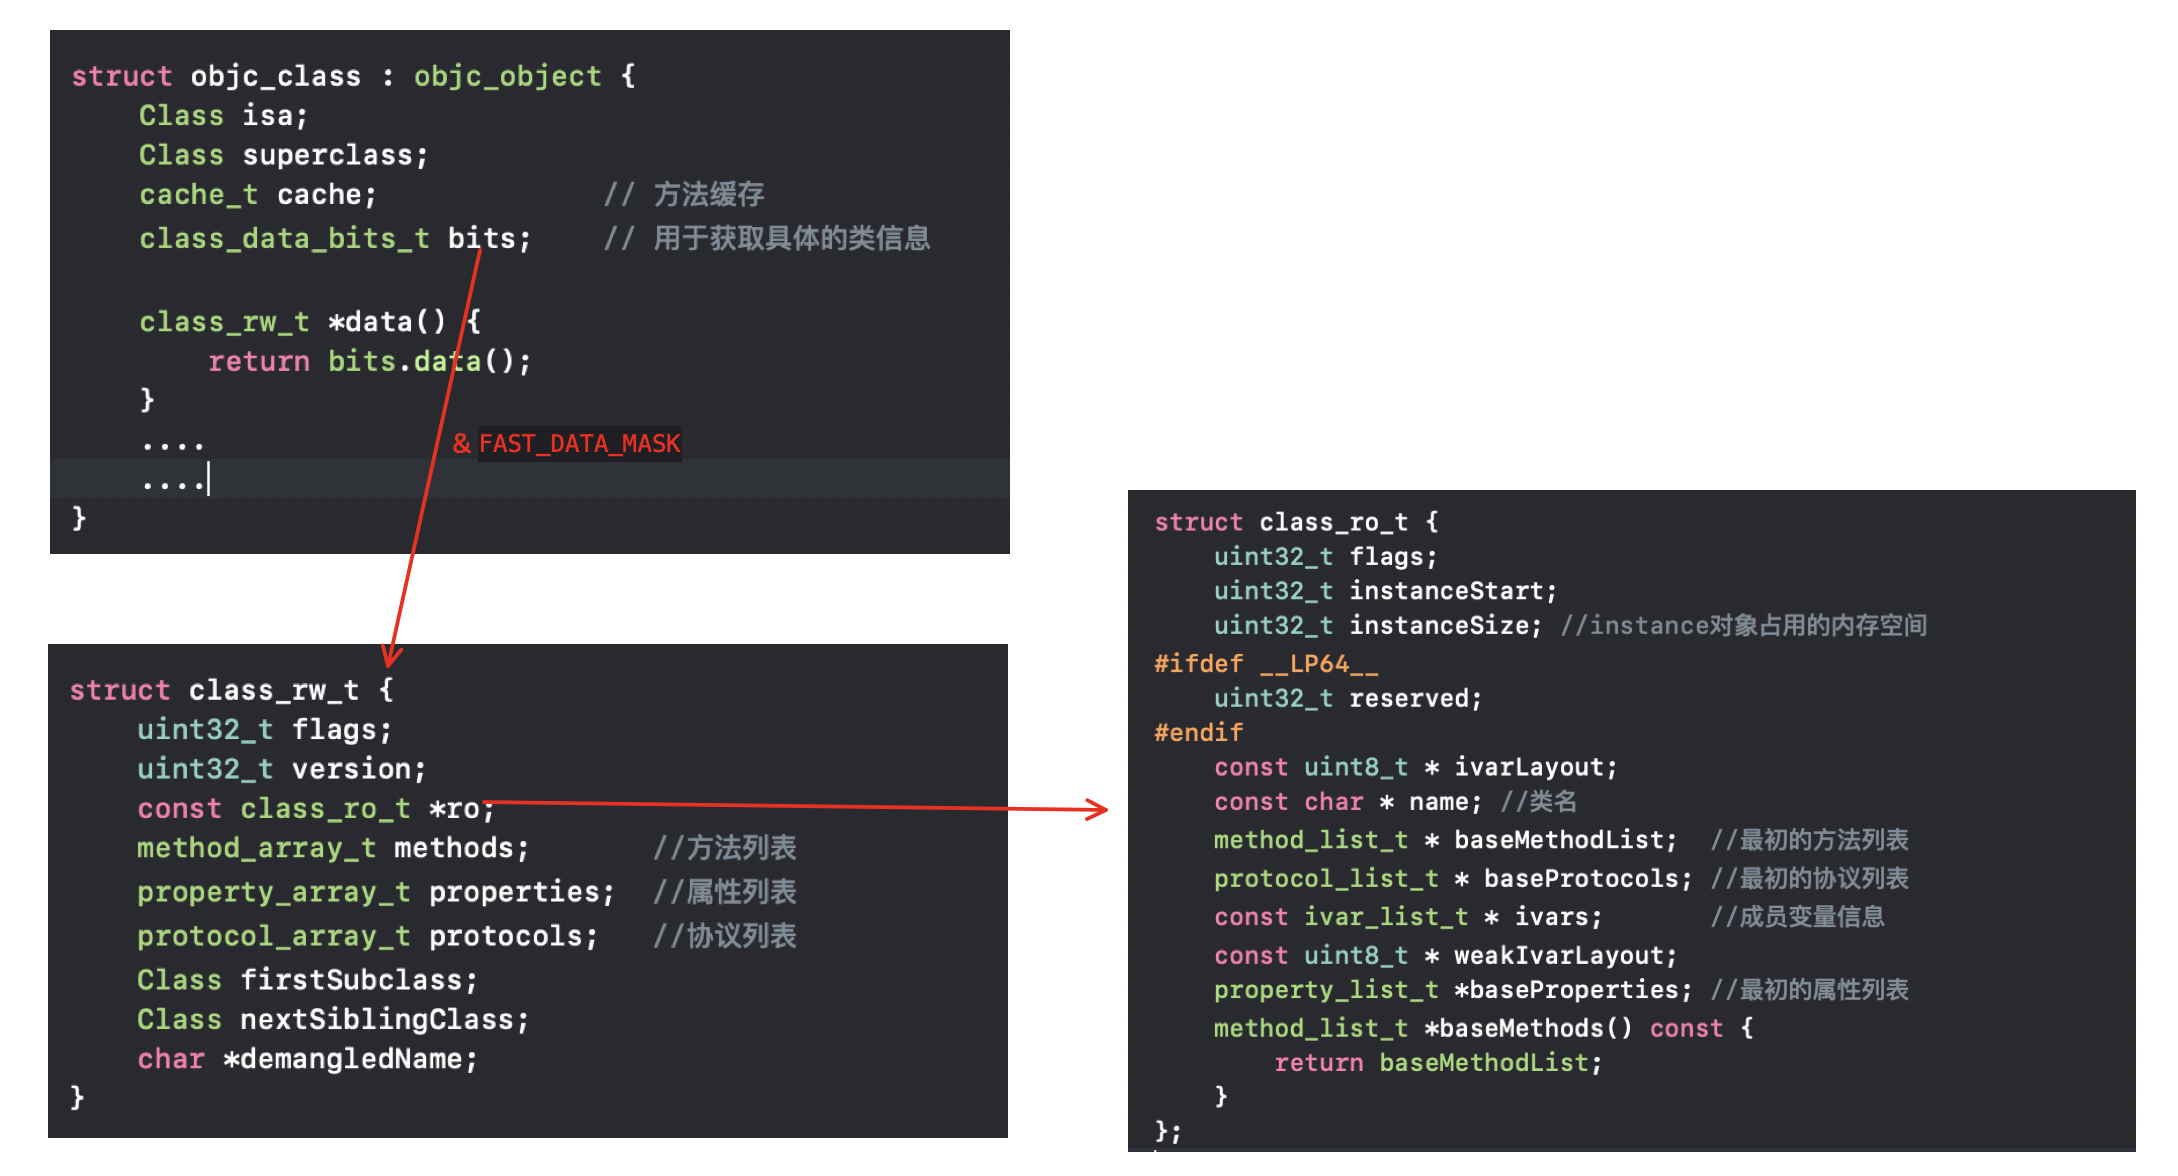 struct objc_class : objc_object {
    Class isa;
    Class superclass;
    cache_t cache;             // 方法缓存
    class_data_bits_t bits;    // 用于获取具体的类信息
    class_rw_t *data() {
        return bits.data();
    }
    ....
& FAST_DATA_MASK
    ....
}
struct class_rw_t {
    uint32_t flags;
    uint32_t version;
    const class_ro_t *ro;
    method_array_t methods;       //方法列表
    property_array_t properties;  //属性列表
    protocol_array_t protocols;   //协议列表
    Class firstSubclass;
    Class nextSiblingClass;
    char *demangledName;
}
struct class_ro_t {
    uint32_t flags;
    uint32_t instanceStart;
    uint32_t instanceSize; //instance对象占用的内存空间
#ifdef __LP64__
    uint32_t reserved;
#endif
    const uint8_t * ivarLayout;
    const char * name; //类名
    method_list_t * baseMethodList;  //最初的方法列表
    protocol_list_t * baseProtocols; //最初的协议列表
    const ivar_list_t * ivars;       //成员变量信息
    const uint8_t * weakIvarLayout;
    property_list_t *baseProperties; //最初的属性列表
    method_list_t *baseMethods() const {
        return baseMethodList;
    }
};